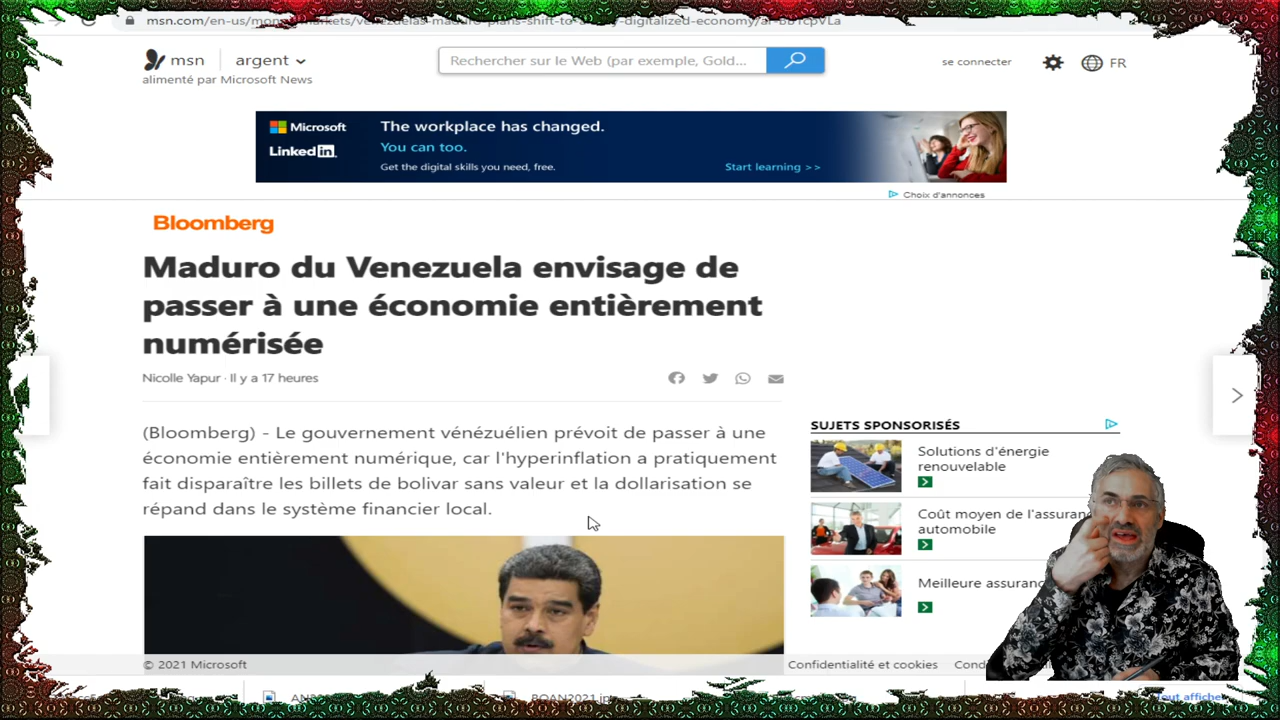 msn.com/en-us/money/markets/venezuelas-maduro-plans-shift-to-a-fully-digitalized-economy/ar-BB1cpVLa
msn argent
alimenté par Microsoft News
Rechercher sur le Web (par exemple, Gold...
se connecter
FR
Microsoft
LinkedIn
The workplace has changed.
You can too.
Get the digital skills you need, free.
Start learning >>
Choix d'annonces
Bloomberg
Maduro du Venezuela envisage de
passer à une économie entièrement
numérisée
Nicolle Yapur · Il y a 17 heures
(Bloomberg) - Le gouvernement vénézuélien prévoit de passer à une
économie entièrement numérique, car l'hyperinflation a pratiquement
fait disparaître les billets de bolivar sans valeur et la dollarisation se
répand dans le système financier local.
SUJETS SPONSORISÉS
Solutions d'énergie
renouvelable
Coût moyen de l'assuran
automobile
Meilleure assuran
© 2021 Microsoft
Confidentialité et cookies
Cond
BOAN2021.jp
Tout affiche